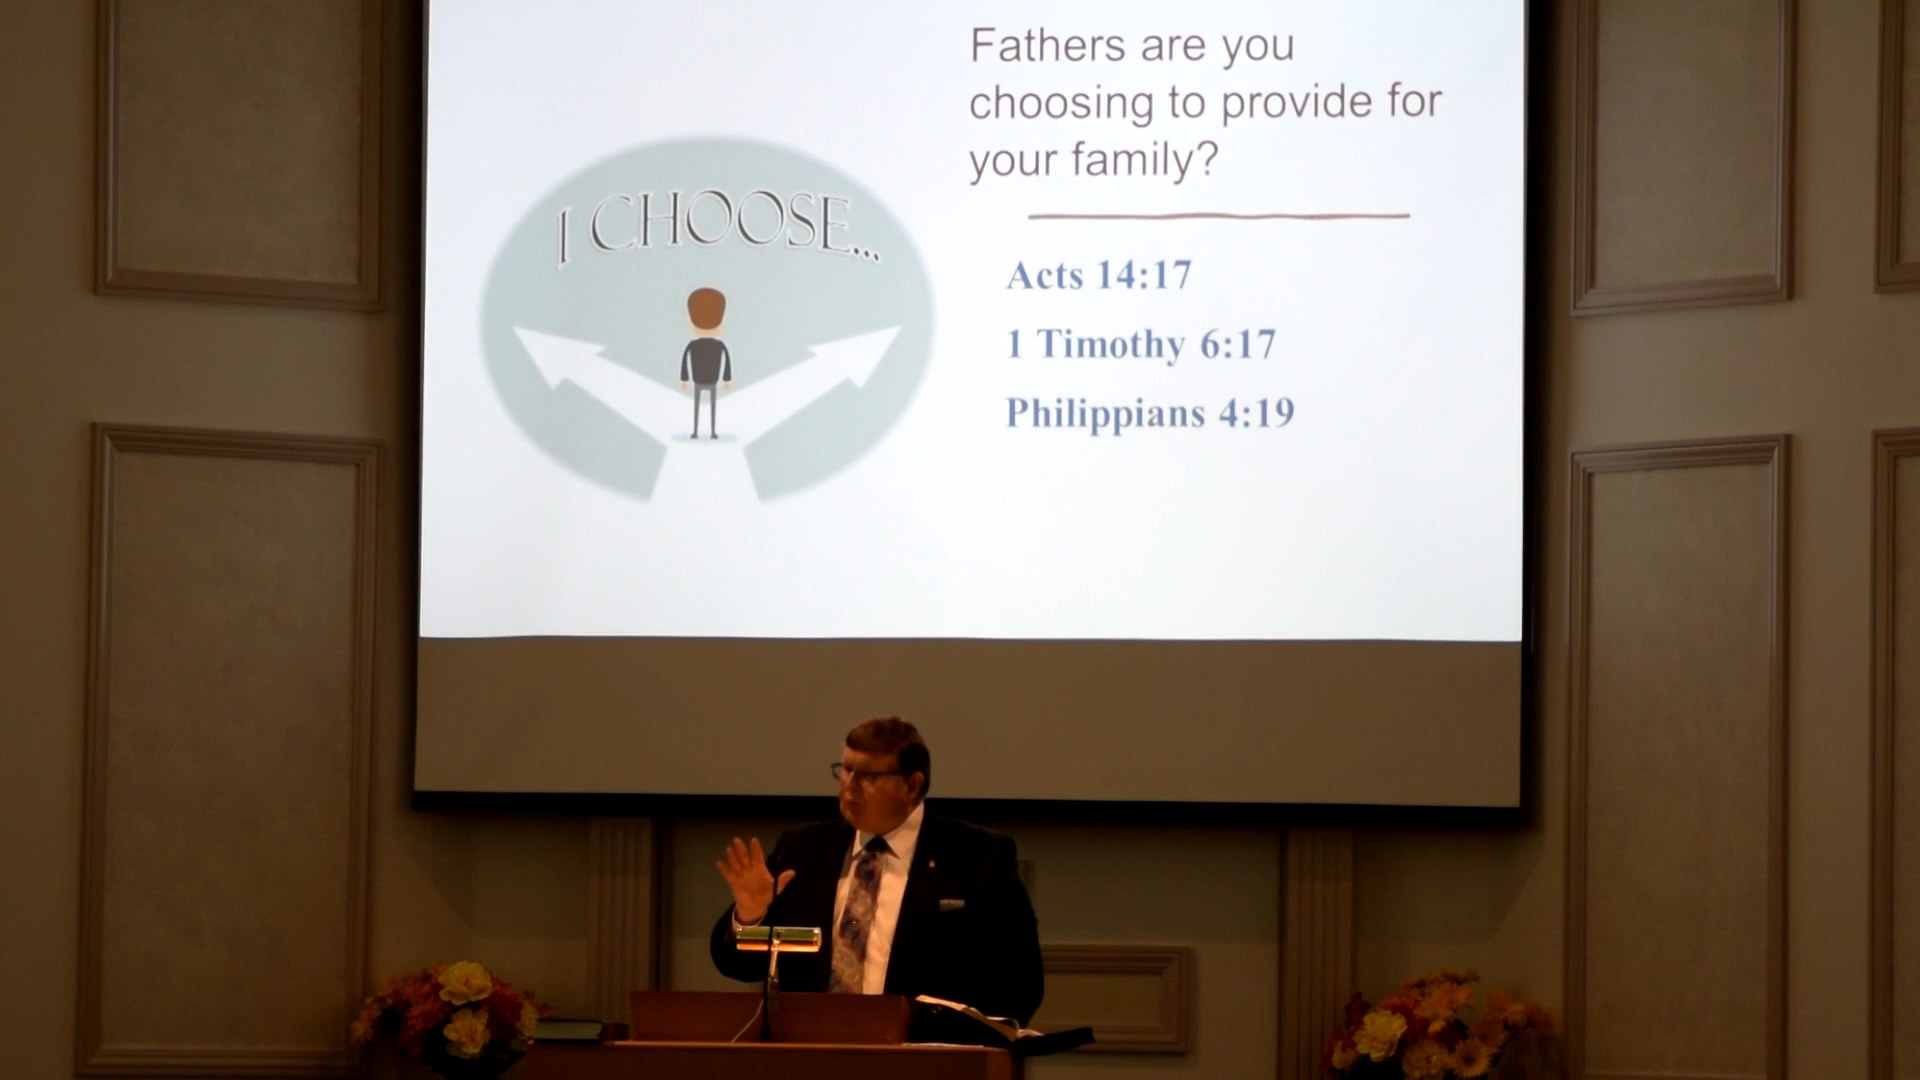 Fathers are you
choosing to provide for
your family?
I CHOOSE...
Acts 14:17
1 Timothy 6:17
Philippians 4:19